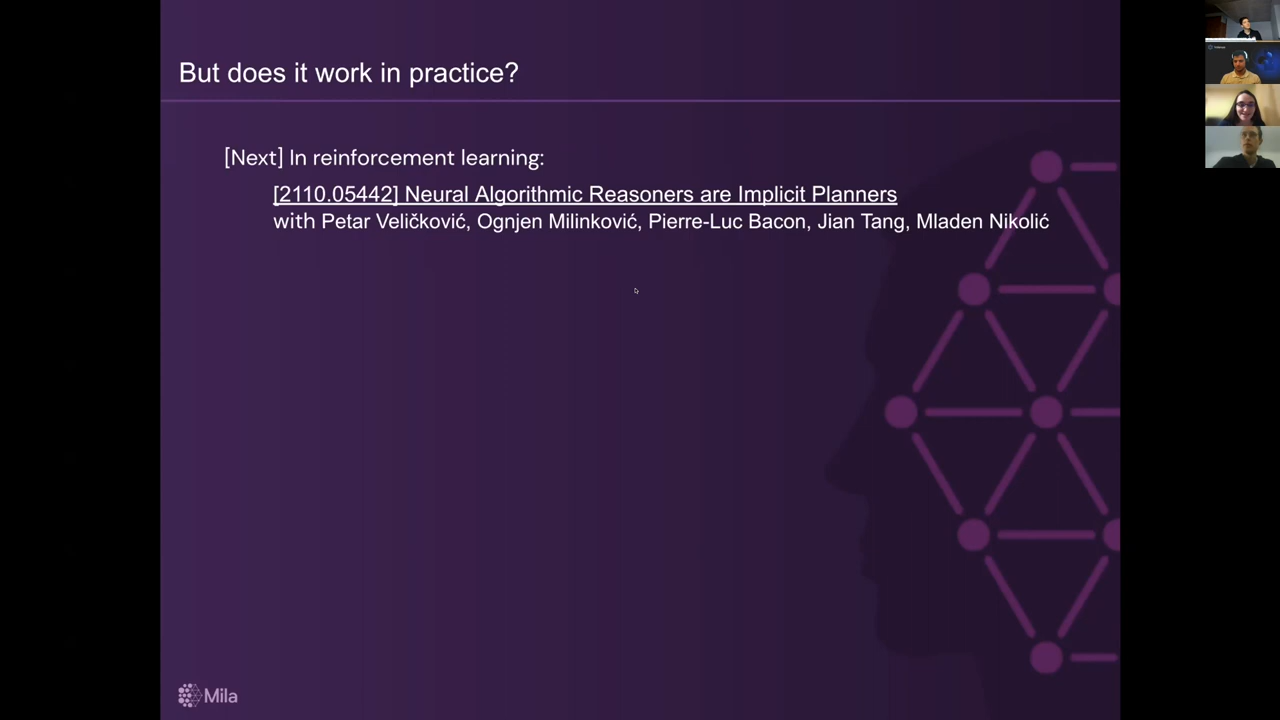 But does it work in practice?
[Next] In reinforcement learning:
[2110.05442] Neural Algorithmic Reasoners are Implicit Planners
with Petar Veličković, Ognjen Milinković, Pierre-Luc Bacon, Jian Tang, Mladen Nikolić
Mila